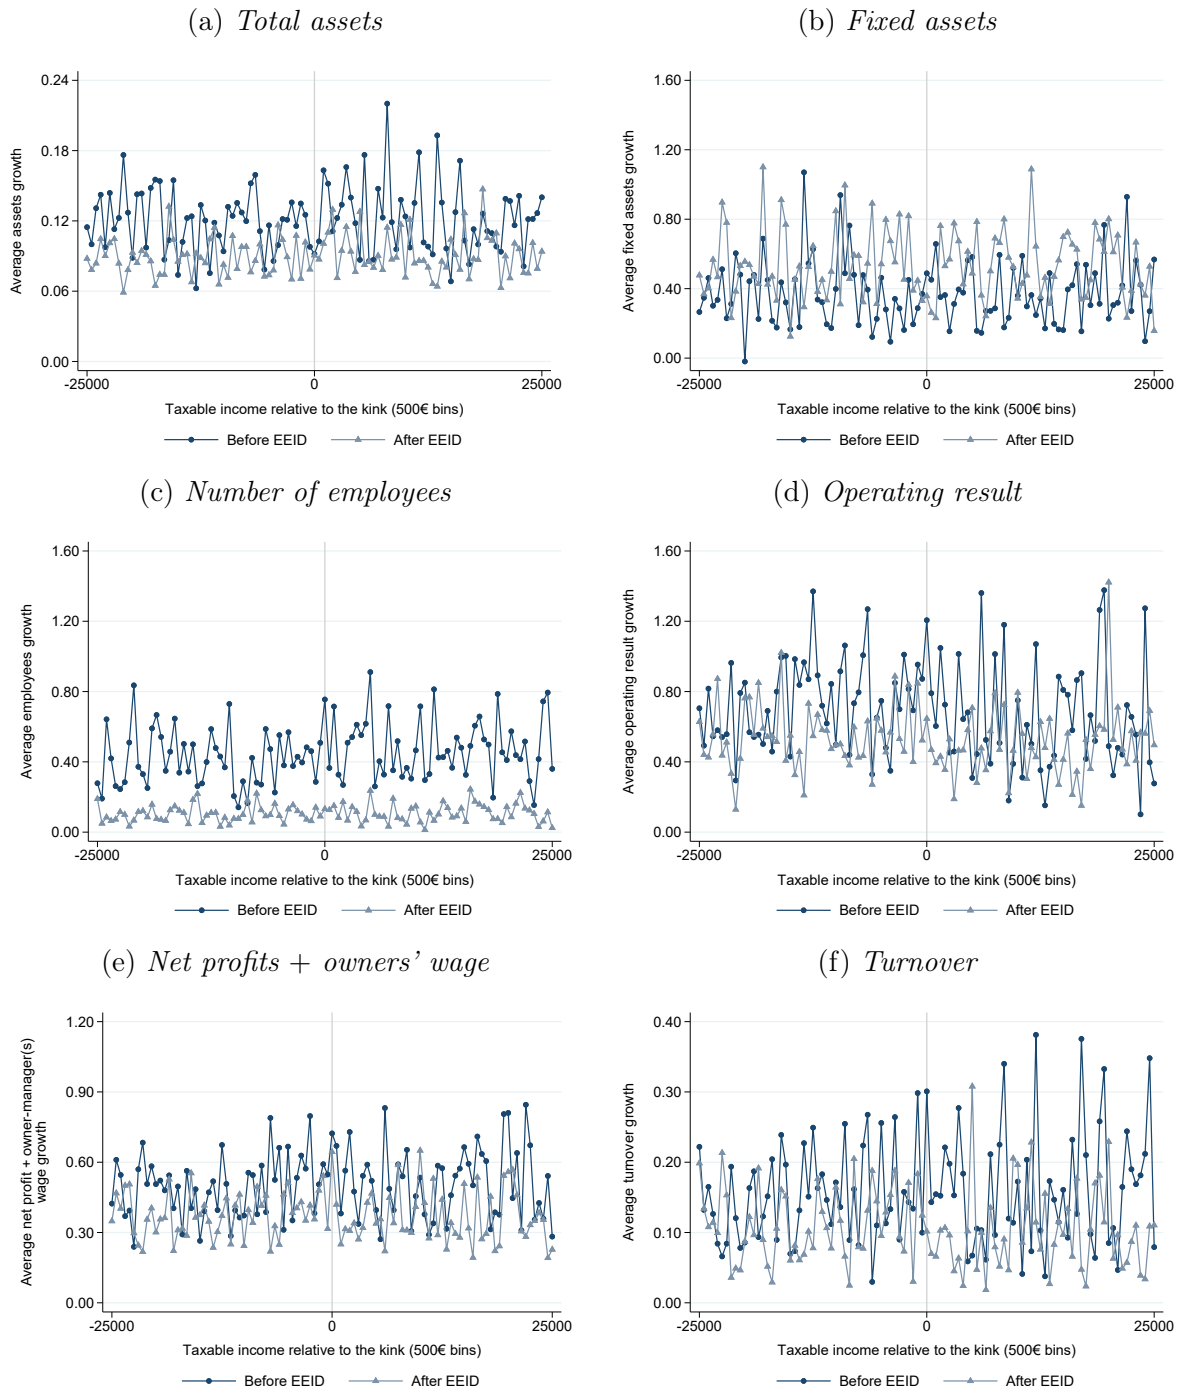 (a) Total assets
(b) Fixed assets
0.24
0.18
0.12
0.06
0.00
Average assets growth
-25000
0
25000
Taxable income relative to the kink (500€ bins)
Before EEID
After EEID
1.60
1.20
0.80
0.40
0.00
Average fixed assets growth
-25000
0
25000
Taxable income relative to the kink (500€ bins)
Before EEID
After EEID
(c) Number of employees
(d) Operating result
1.60
1.20
0.80
0.40
0.00
Average employees growth
-25000
0
25000
Taxable income relative to the kink (500€ bins)
Before EEID
After EEID
1.60
1.20
0.80
0.40
0.00
Average operating result growth
-25000
0
25000
Taxable income relative to the kink (500€ bins)
Before EEID
After EEID
(e) Net profits + owners' wage
(f) Turnover
1.20
0.90
0.60
0.30
0.00
Average net profit + owner-manager(s)
wage growth
-25000
0
25000
Taxable income relative to the kink (500€ bins)
Before EEID
After EEID
0.40
0.30
0.20
0.10
0.00
Average turnover growth
-25000
0
25000
Taxable income relative to the kink (500€ bins)
Before EEID
After EEID